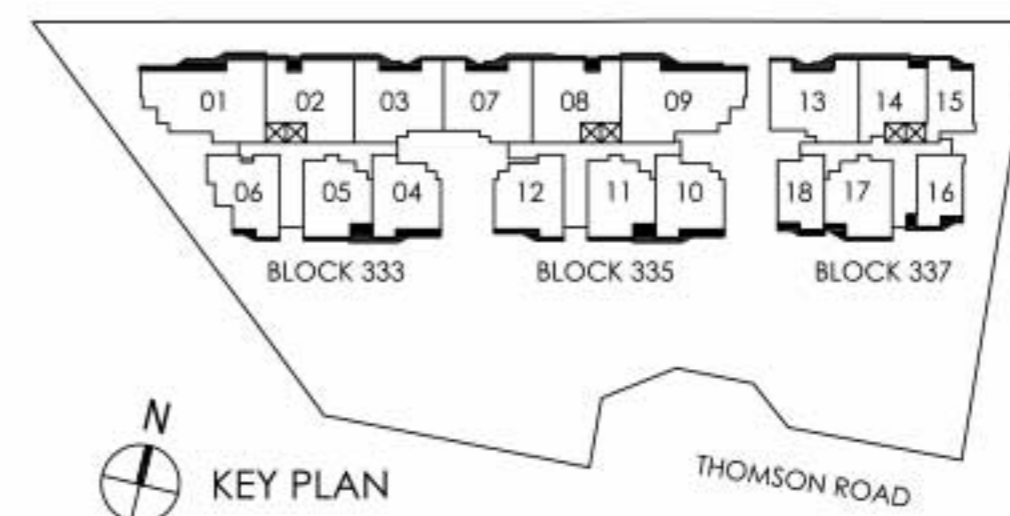 01 02 03 07 08 09 13 14 15
06 05 04 12 11 10 18 17 16
BLOCK 333 BLOCK 335 BLOCK 337
N
KEY PLAN
THOMSON ROAD